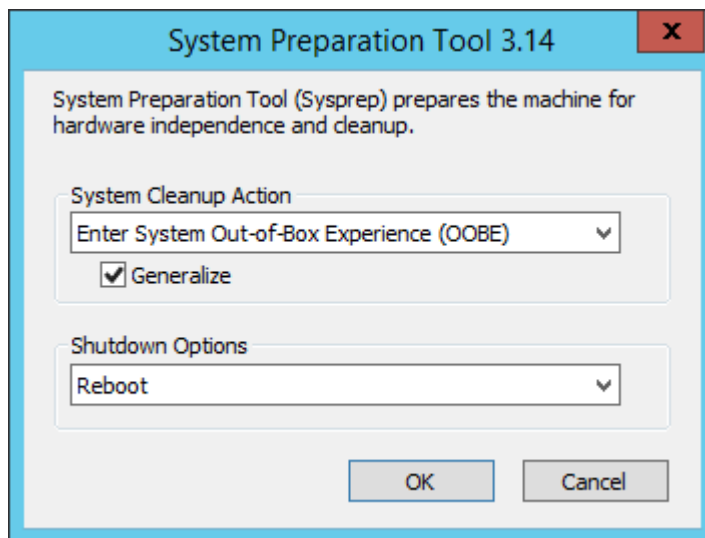 System Preparation Tool 3.14
x
System Preparation Tool (Sysprep) prepares the machine for
hardware independence and cleanup.
System Cleanup Action
Enter System Out-of-Box Experience (OOBE)
Generalize
Shutdown Options
Reboot
OK
Cancel